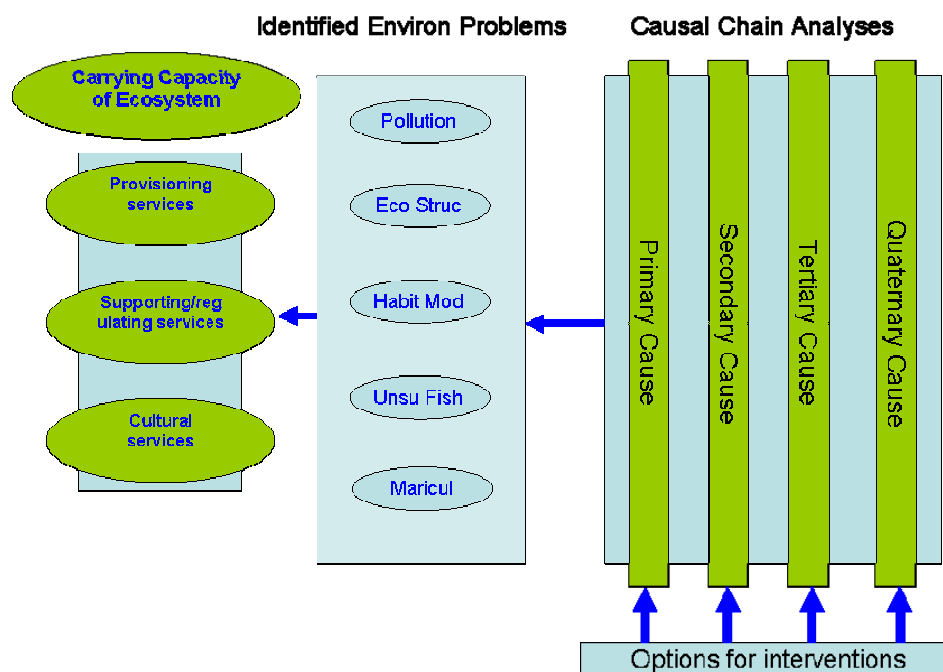 Identified Environ Problems
Causal Chain Analyses
Carrying Capacity
of Ecosystem
Provisioning
services
Supporting/reg
ulating services
Cultural
services
Pollution
Eco Struc
Habit Mod
Unsu Fish
Maricul
Primary Cause
Secondary Cause
Tertiary Cause
Quaternary Cause
Options for interventions